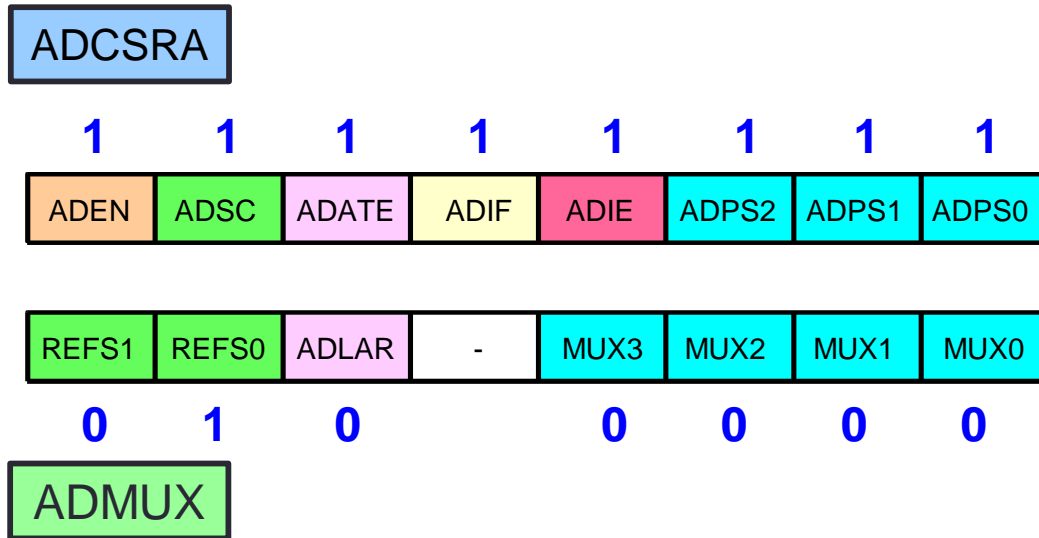 ADCSRA
1 1 1 1 1 1 1 1
ADEN ADSC ADATE ADIF ADIE ADPS2 ADPS1 ADPS0
REFS1 REFS0 ADLAR - MUX3 MUX2 MUX1 MUX0
0 1 0 0 0 0 0
ADMUX